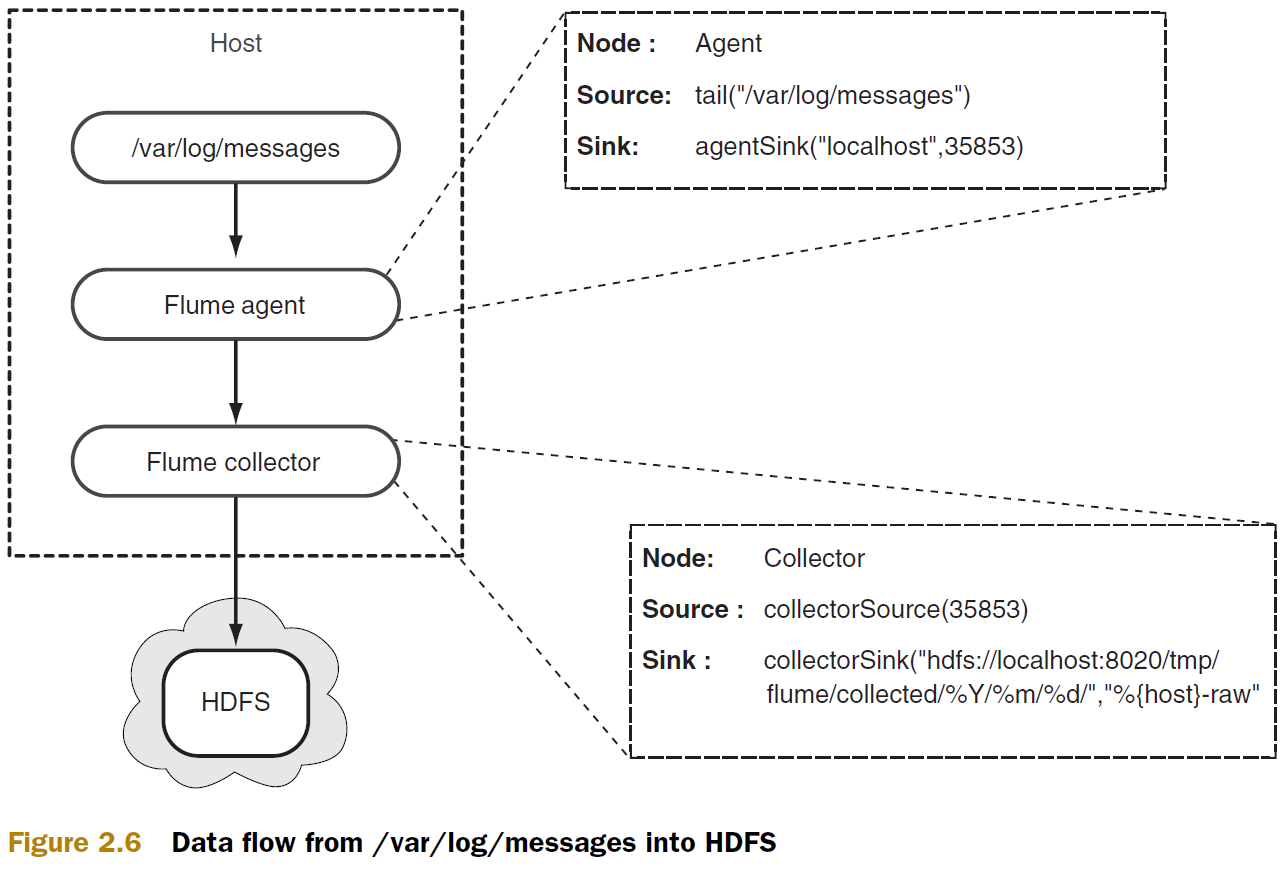 Host
/var/log/messages
Flume agent
Flume collector
HDFS
Node : Agent
Source: tail("/var/log/messages")
Sink: agentSink("localhost",35853)
Node: Collector
Source : collectorSource(35853)
Sink : collectorSink("hdfs://localhost:8020/tmp/
flume/collected/%Y/%m/%d/","%{host}-raw"
Figure 2.6 Data flow from /var/log/messages into HDFS